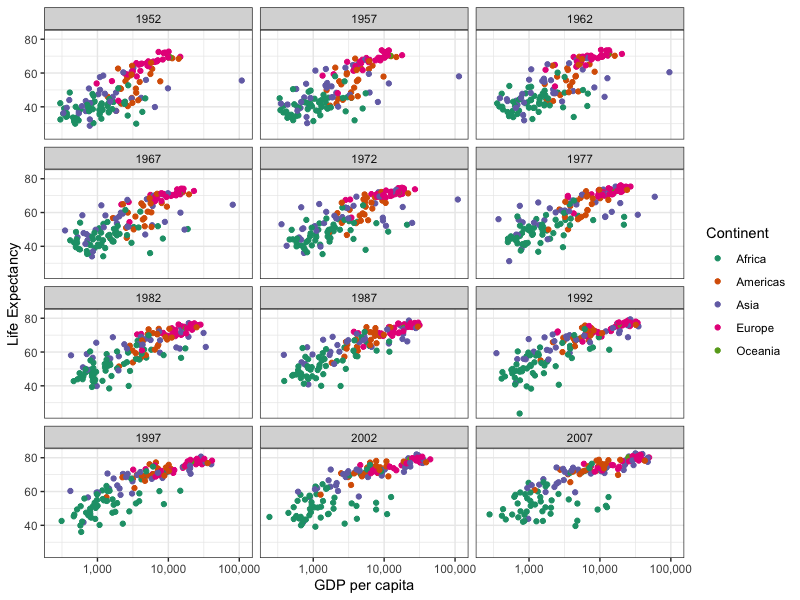 1952 1957 1962
80
60
40
1967 1972 1977
80
60
40
1982 1987 1992
80
60
40
1997 2002 2007
80
60
40
1,000 10,000 100,000 1,000 10,000 100,000 1,000 10,000 100,000
GDP per capita
Life Expectancy
Continent
Africa
Americas
Asia
Europe
Oceania